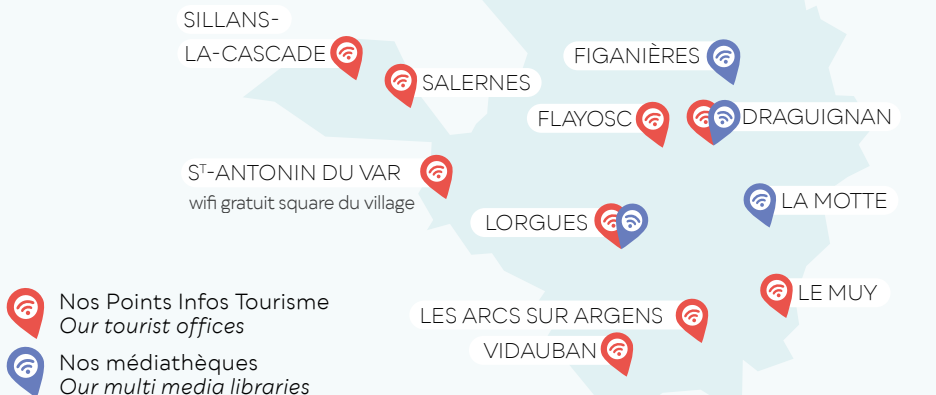 SILLANS-
LA-CASCADE
SALERNES
FIGANIÈRES
FLAYOSC
DRAGUIGNAN
Sᵀ-ANTONIN DU VAR
wifi gratuit square du village
LA MOTTE
LORGUES
LE MUY
LES ARCS SUR ARGENS
VIDAUBAN
Nos Points Infos Tourisme
Our tourist offices
Nos médiathèques
Our multi media libraries